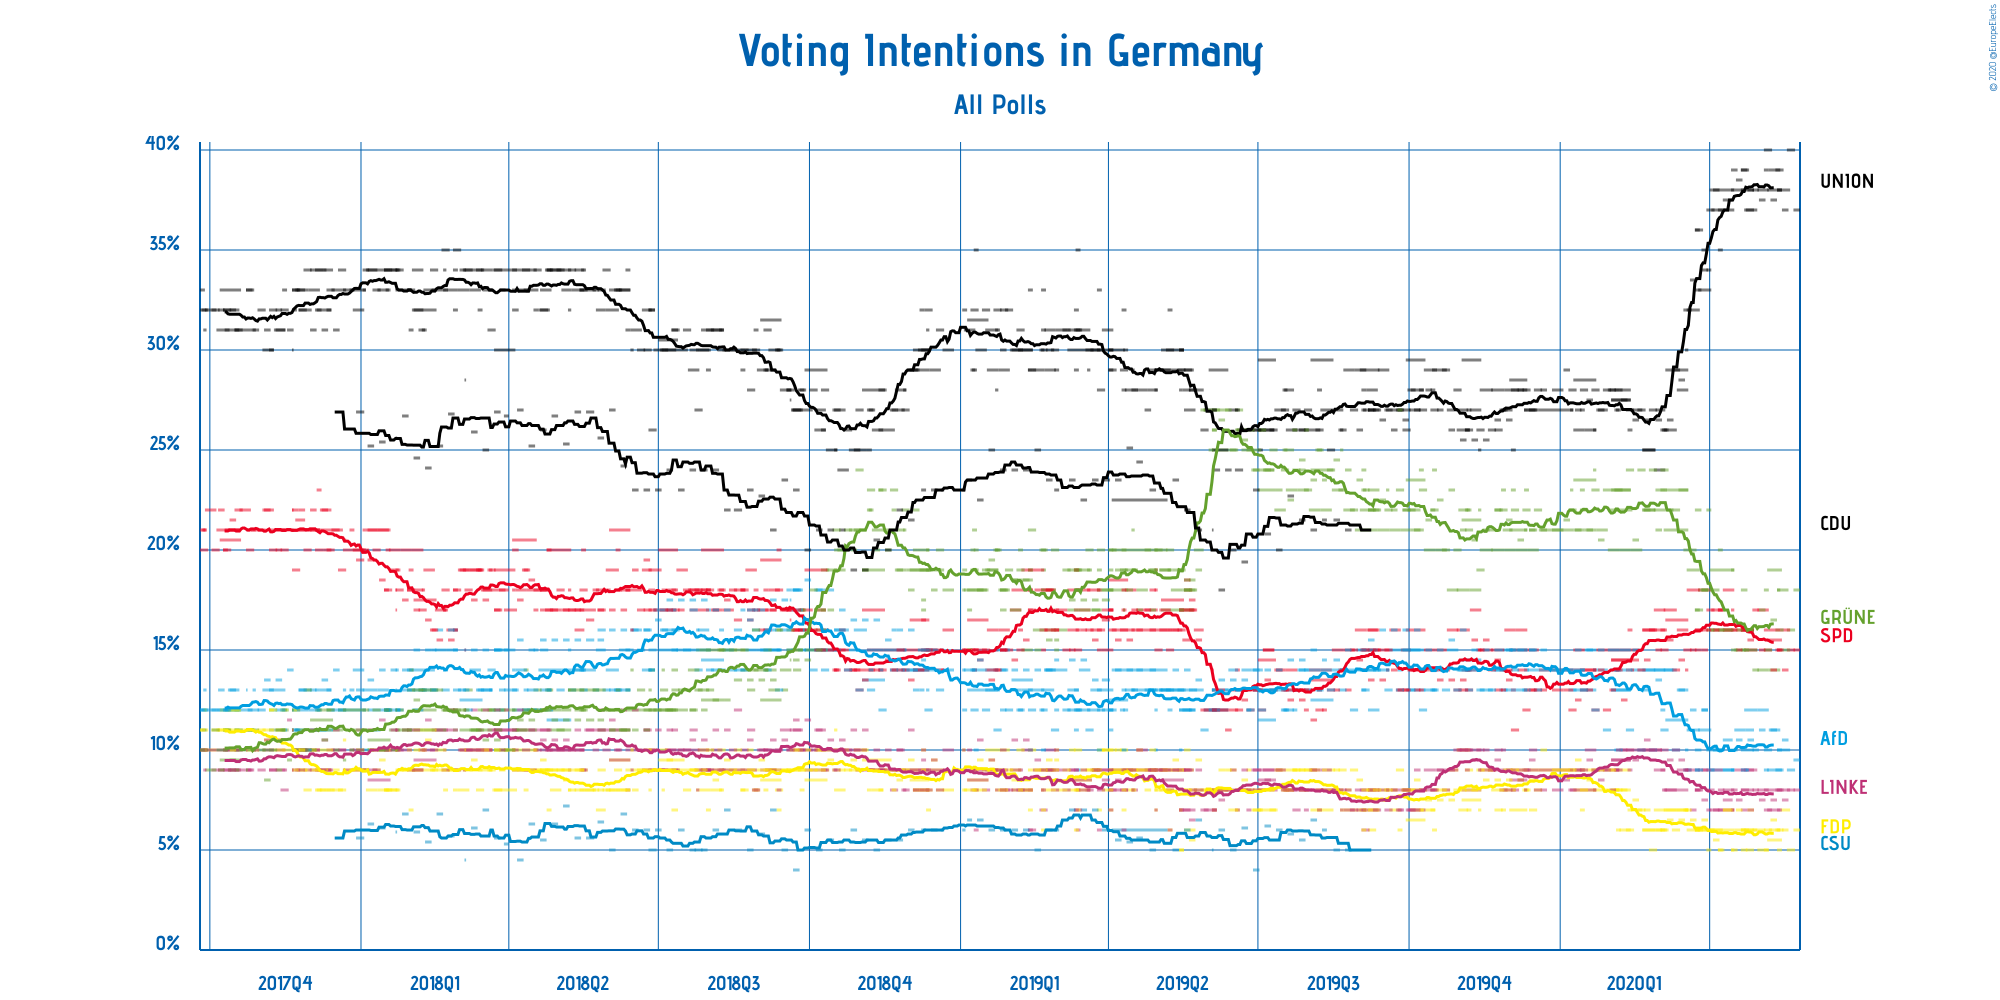 © 2020 @EuropeElects
Voting Intentions in Germany
All Polls
40%
35%
30%
25%
20%
15%
10%
5%
0%
UNION
CDU
GRÜNE
SPD
AfD
LINKE
FDP
CSU
2017Q4 2018Q1 2018Q2 2018Q3 2018Q4 2019Q1 2019Q2 2019Q3 2019Q4 2020Q1